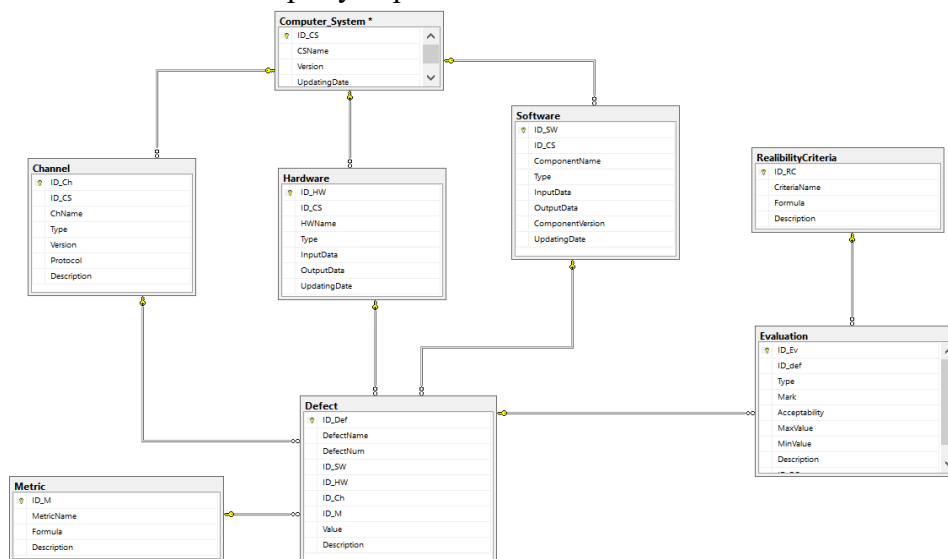 Computer_System *
ID_CS
CSName
Version
UpdatingDate
Software
ID_SW
ID_CS
ComponentName
Type
InputData
OutputData
ComponentVersion
UpdatingDate
RealibilityCriteria
ID_RC
CriteriaName
Formula
Description
Channel
ID_Ch
ID_CS
ChName
Type
Version
Protocol
Description
Hardware
ID_HW
ID_CS
HWName
Type
InputData
OutputData
UpdatingDate
Evaluation
ID_Ev
ID_def
Type
Mark
Acceptability
MaxValue
MinValue
Description
Defect
ID_Def
DefectName
DefectNum
ID_SW
ID_HW
ID_Ch
ID_M
Value
Description
Metric
ID_M
MetricName
Formula
Description